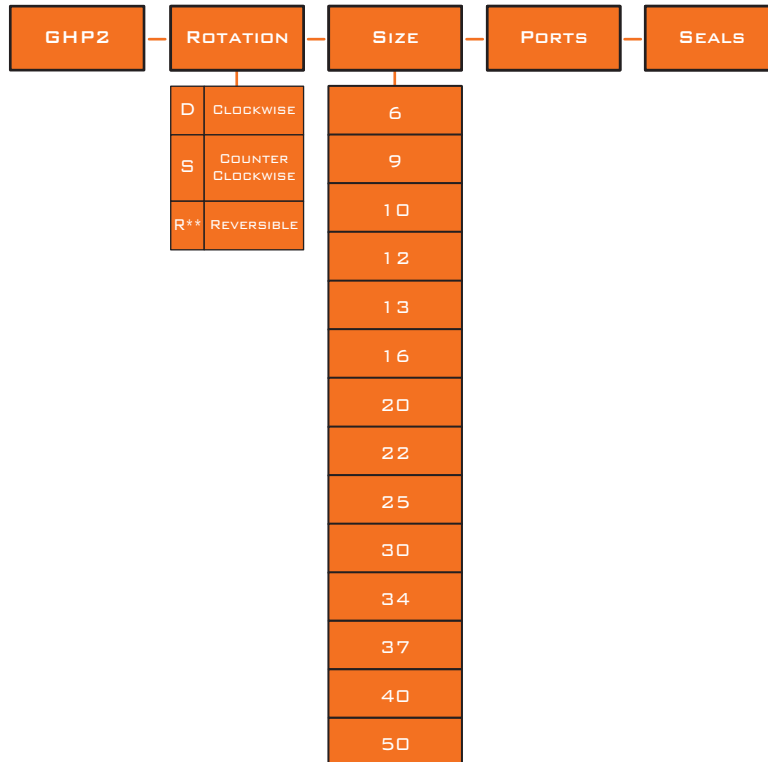 GHP2
ROTATION
SIZE
PORTS
SEALS
D CLOCKWISE
S COUNTER
CLOCKWISE
R** REVERSIBLE
6
9
10
12
13
16
20
22
25
30
34
37
40
50